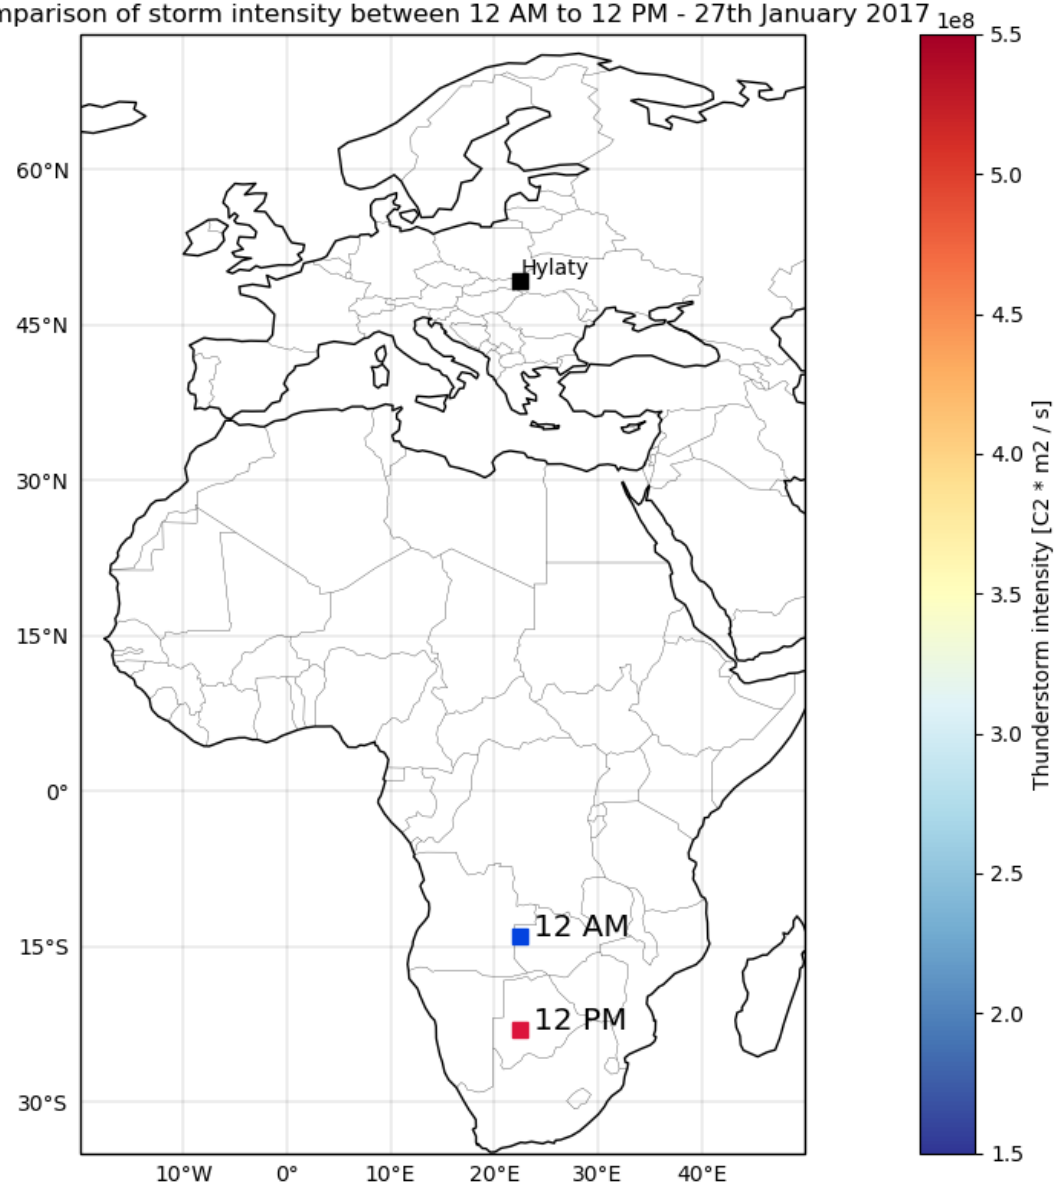 mparison of storm intensity between 12 AM to 12 PM - 27th January 2017
1e8
5.5
5.0
4.5
4.0
3.5
3.0
2.5
2.0
1.5
Thunderstorm intensity [C2 * m2 / s]
60°N
45°N
30°N
15°N
0°
15°S
30°S
Hylaty
12 AM
12 PM
10°W 0° 10°E 20°E 30°E 40°E